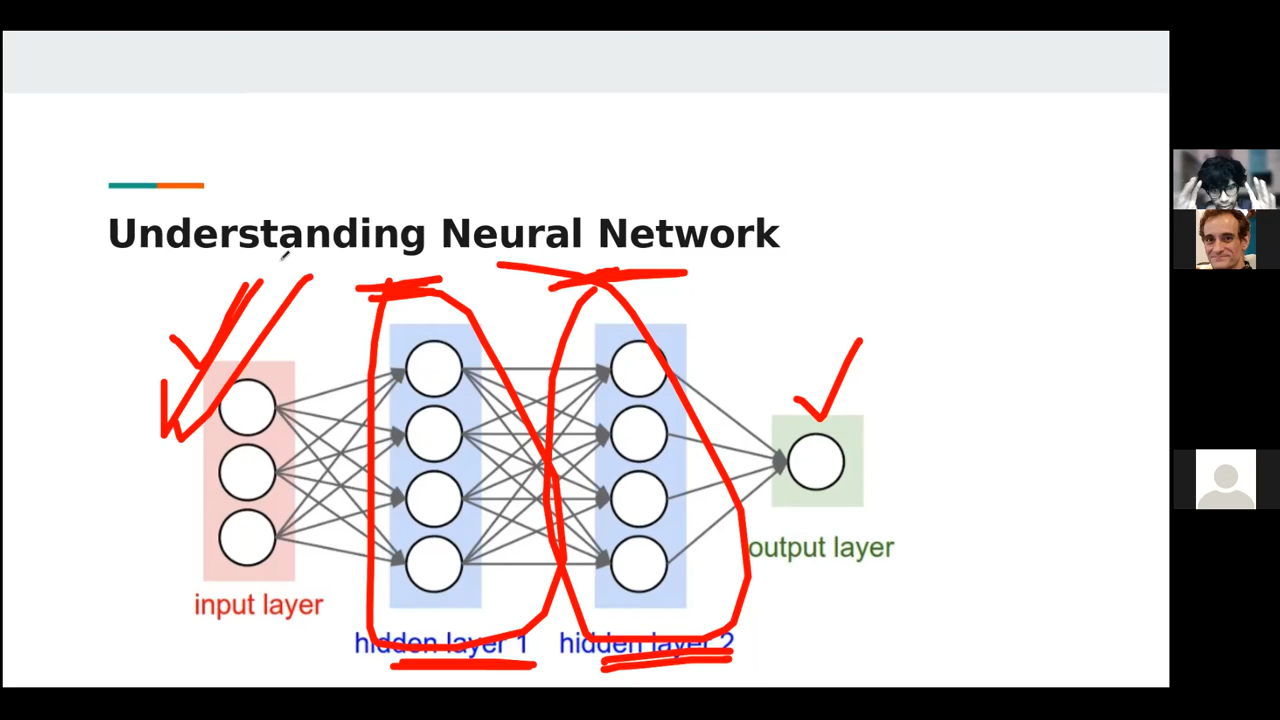 Understanding Neural Network
output layer
input layer
hidden layer 1
hidden layer 2